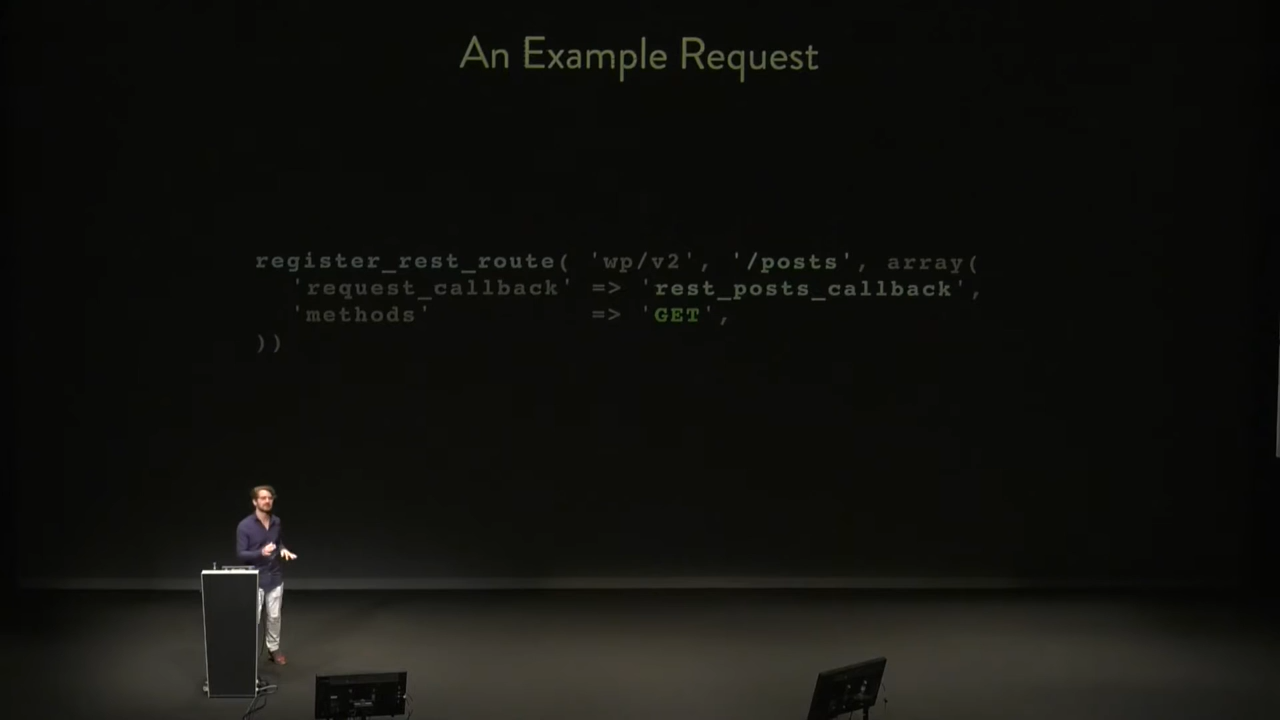 An Example Request
register_rest_route( 'wp/v2', '/posts', array(
'request_callback' => 'rest_posts_callback',
'methods' => 'GET',
))